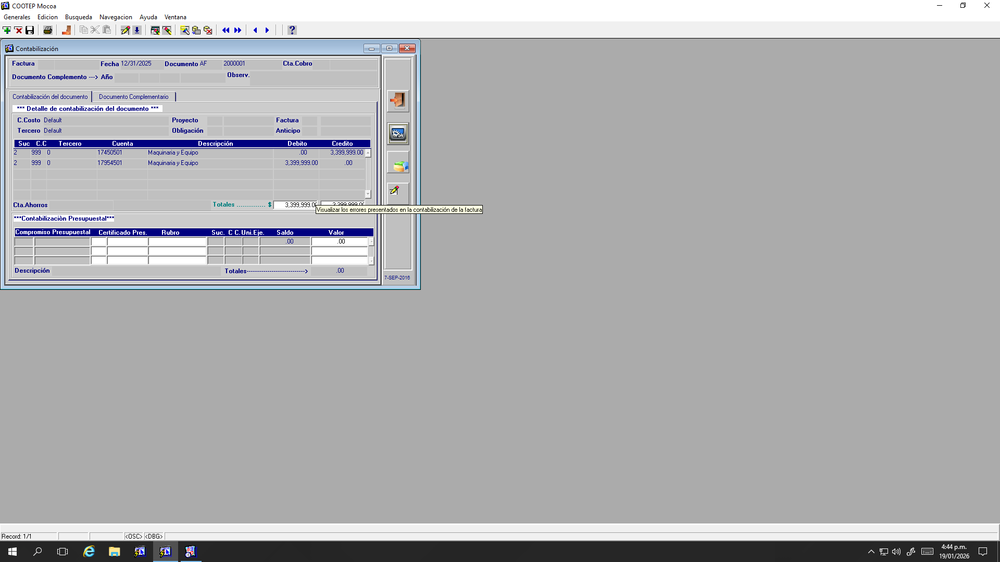 COOTEP Mocoa
Generales Edicion Busqueda Navegacion Ayuda Ventana
Contabilización
Factura Fecha 12/31/2025 Documento AF 2000001 Cta.Cobro
Documento Complemento ---> Año Observ.
Contabilización del documento Documento Complementario
*** Detalle de contabilización del documento ***
C.Costo Default Proyecto Factura
Tercero Default Obligación Anticipo
Suc C.C Tercero Cuenta Descripción Debito Credito
2 999 0 17450501 Maquinaria y Equipo .00 3,399,999.00
2 999 0 17954501 Maquinaria y Equipo 3,399,999.00 .00
Cta.Ahorros Totales .............. $ 3,399,999.00 3,399,999.00
Visualizar los errores presentados en la contabilización de la factura
***Contabilizaciòn Presupuestal***
Compromiso Presupuestal Certificado Pres. Rubro Suc. C C. Uni.Eje. Saldo Valor
.00 .00
Descripción Totales---------------------------> .00
7-SEP-2016
Record: 1/1 <OSC> <DBG>
4:44 p.m.
19/01/2026